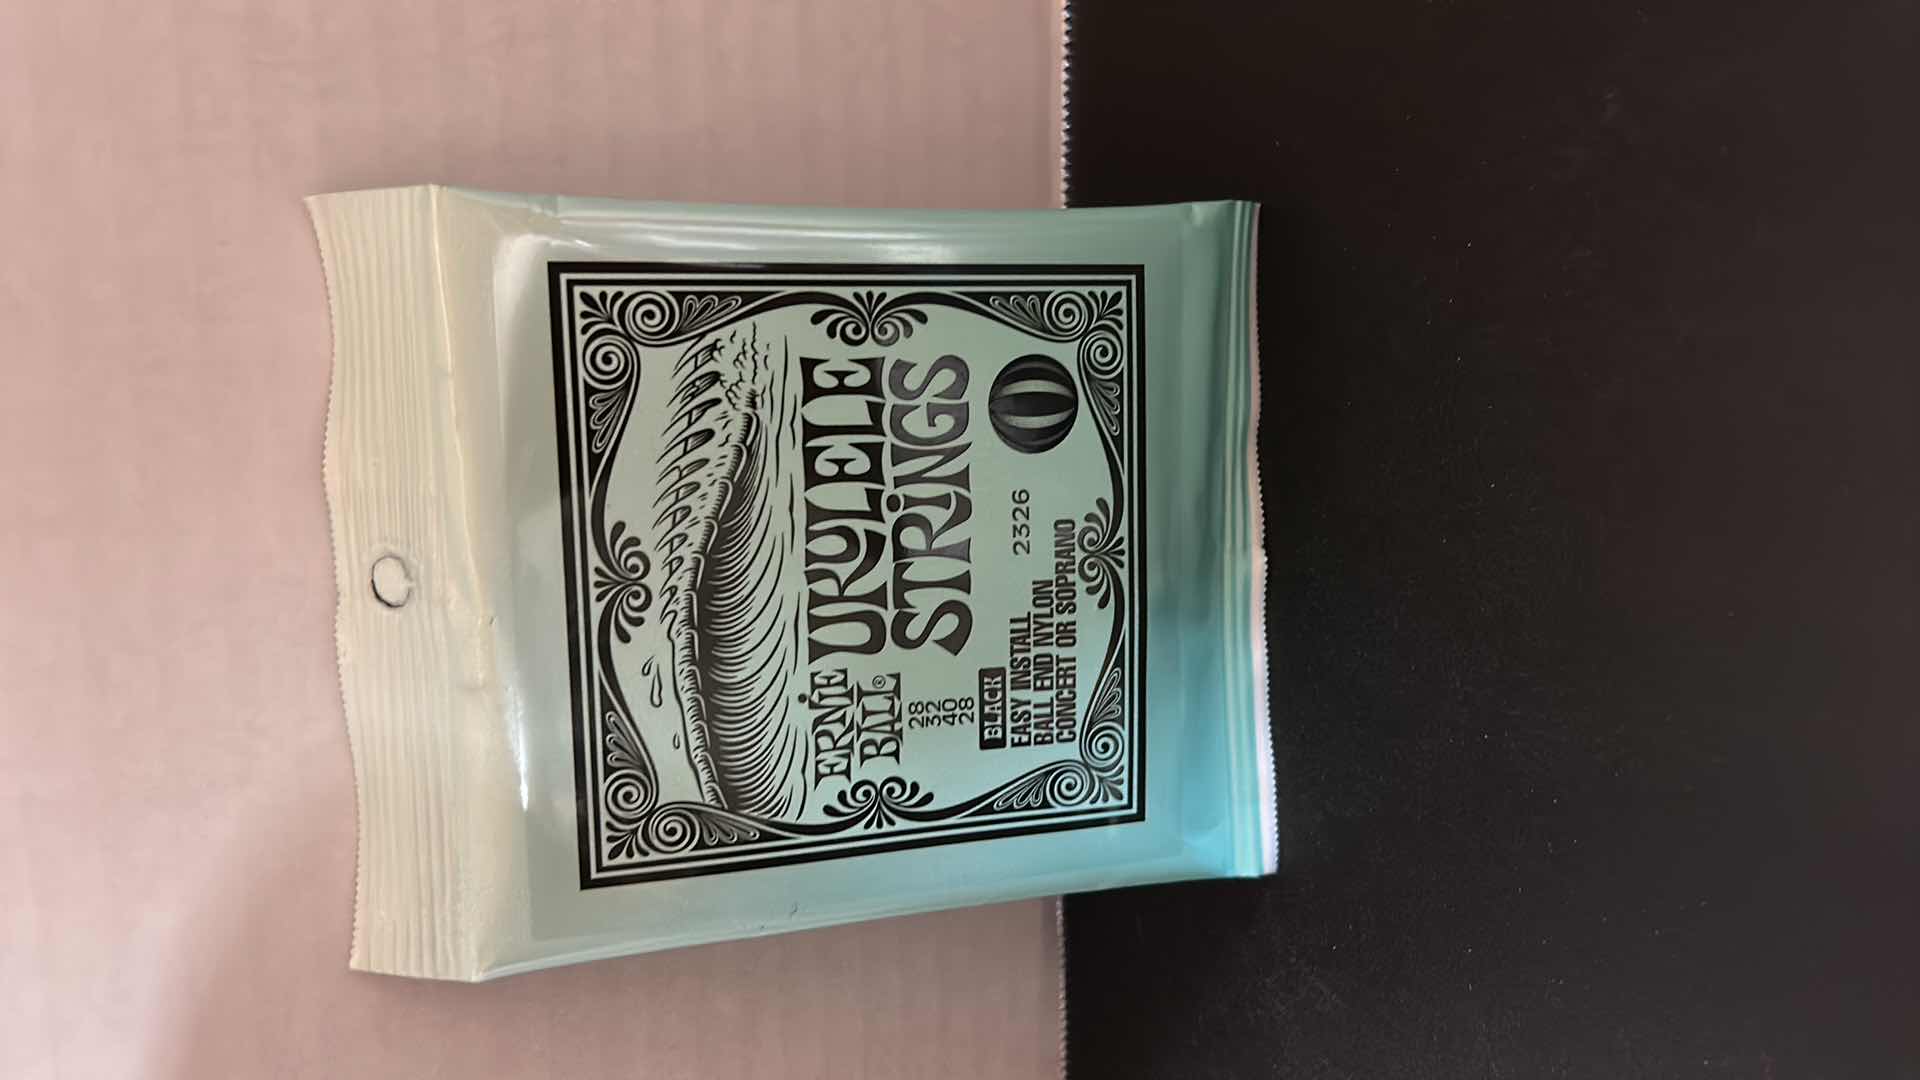 ERNIE BALL®
UKULELE
STRINGS
28
32
40
28
BLACK
EASY INSTALL
BALL END NYLON
CONCERT OR SOPRANO
2326